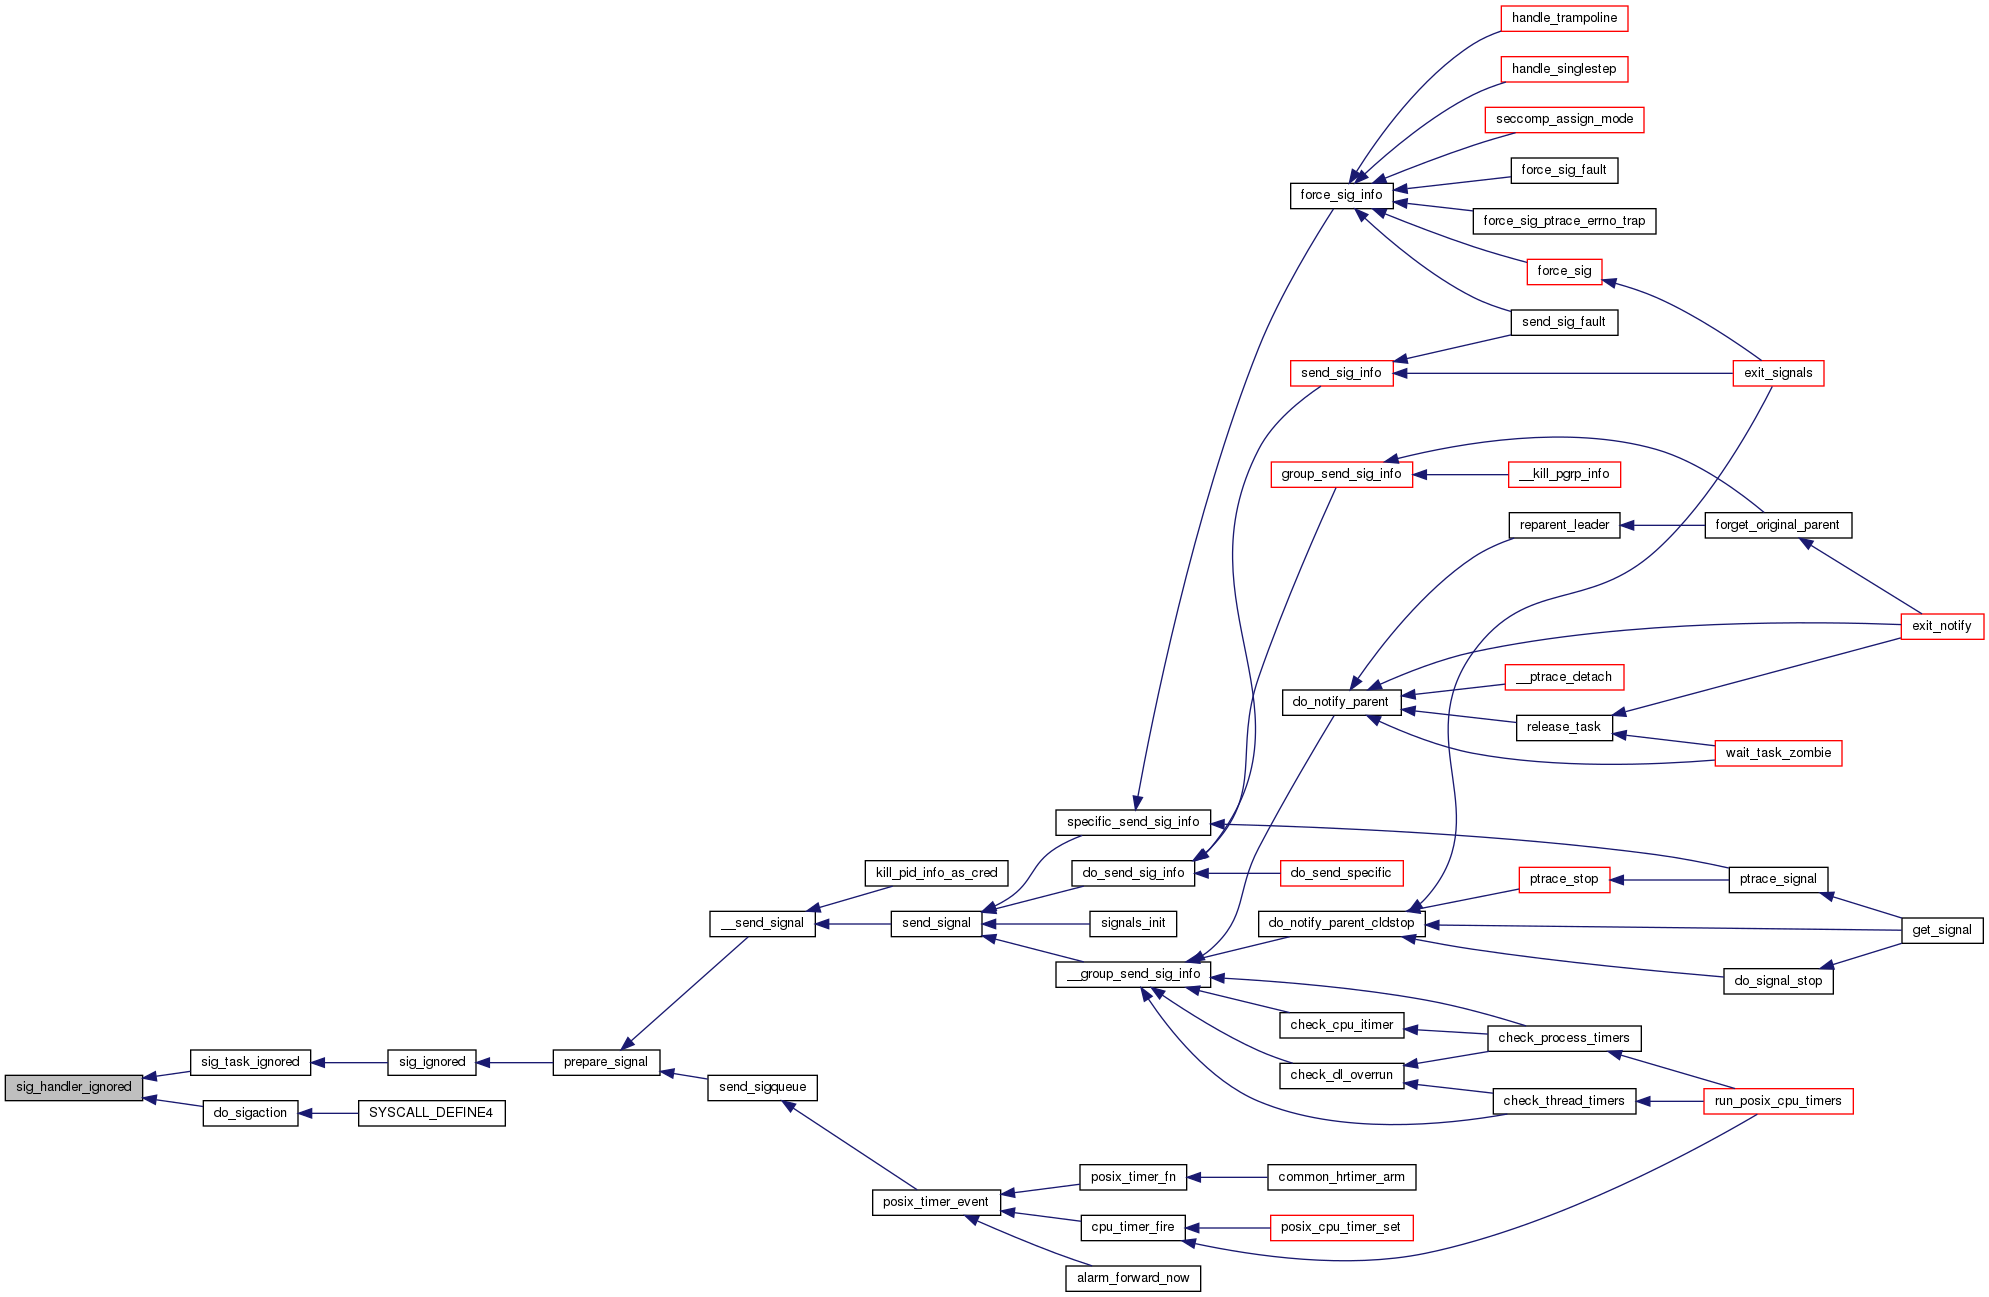 handle_trampoline
handle_singlestep
seccomp_assign_mode
force_sig_fault
force_sig_info
force_sig_ptrace_errno_trap
force_sig
send_sig_fault
send_sig_info
exit_signals
group_send_sig_info
__kill_pgrp_info
reparent_leader
forget_original_parent
exit_notify
__ptrace_detach
do_notify_parent
release_task
wait_task_zombie
specific_send_sig_info
kill_pid_info_as_cred
do_send_sig_info
do_send_specific
ptrace_stop
ptrace_signal
__send_signal
send_signal
signals_init
do_notify_parent_cldstop
get_signal
__group_send_sig_info
do_signal_stop
check_cpu_itimer
check_process_timers
sig_task_ignored
sig_ignored
prepare_signal
check_dl_overrun
sig_handler_ignored
send_sigqueue
check_thread_timers
run_posix_cpu_timers
do_sigaction
SYSCALL_DEFINE4
posix_timer_fn
common_hrtimer_arm
posix_timer_event
cpu_timer_fire
posix_cpu_timer_set
alarm_forward_now